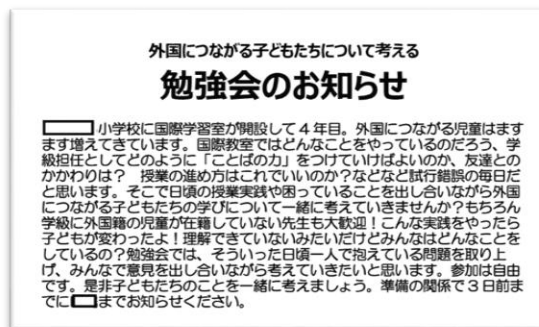 外国につながる子どもたちについて考える
勉強会のお知らせ
小学校に国際学習室が開設して4年目。外国につながる児童はます
ます増えてきています。国際教室ではどんなことをやっているのだろう、学
級担任としてどのように「ことばの力」をつけていけばよいのか、友達との
かかわりは？　授業の進め方はこれでいいのか？などなど試行錯誤の毎日だ
と思います。そこで日頃の授業実践や困っていることを出し合いながら外国
につながる子どもたちの学びについて一緒に考えていきませんか？もちろん
学級に外国籍の児童が在籍していない先生も大歓迎！こんな実践をやったら
子どもが変わったよ！理解できていないみたいだけどみんなはどんなことを
しているの？勉強会では、そういった日頃一人で抱えている問題を取り上
げ、みんなで意見を出し合いながら考えていきたいと思います。参加は自由
です。是非子どもたちのことを一緒に考えましょう。準備の関係で３日前ま
でにまでお知らせください。